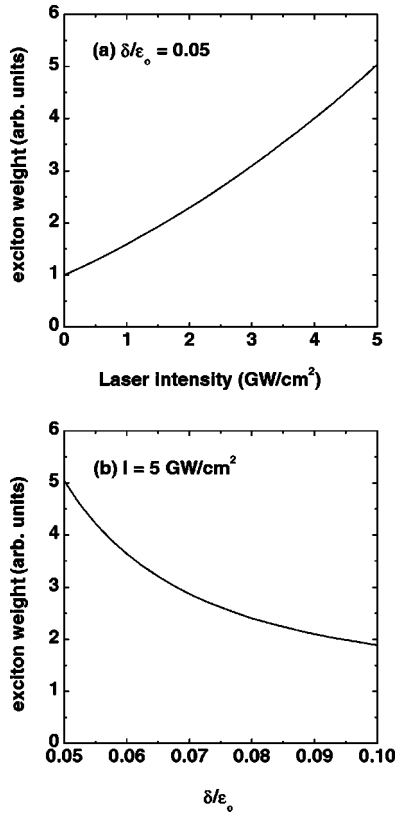 6
(a) δ/ε₀ = 0.05
5
4
3
2
1
0
exciton weight (arb. units)
0 1 2 3 4 5
Laser intensity (GW/cm²)
6
(b) I = 5 GW/cm²
5
4
3
2
1
0
exciton weight (arb. units)
0.05 0.06 0.07 0.08 0.09 0.10
δ/ε₀